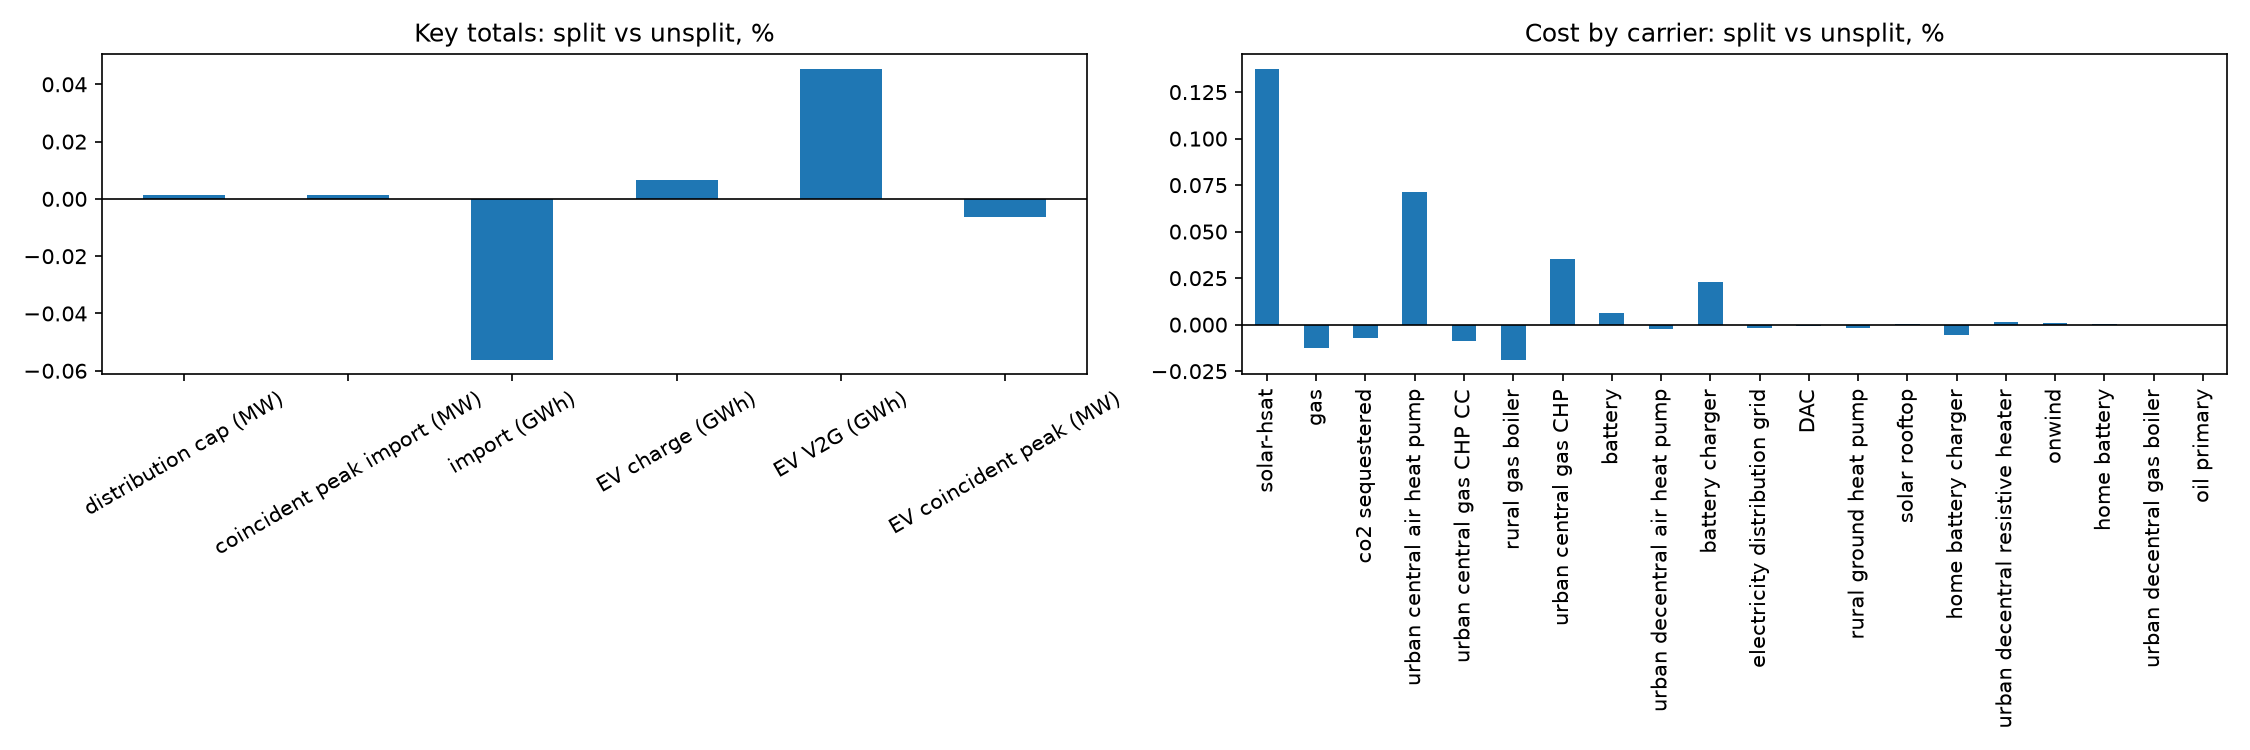 Key totals: split vs unsplit, %
0.04
0.02
0.00
−0.02
−0.04
−0.06
distribution cap (MW)
coincident peak import (MW)
import (GWh)
EV charge (GWh)
EV V2G (GWh)
EV coincident peak (MW)
Cost by carrier: split vs unsplit, %
0.125
0.100
0.075
0.050
0.025
0.000
−0.025
solar-hsat
gas
co2 sequestered
urban central air heat pump
urban central gas CHP CC
rural gas boiler
urban central gas CHP
battery
urban decentral air heat pump
battery charger
electricity distribution grid
DAC
rural ground heat pump
solar rooftop
home battery charger
urban decentral resistive heater
onwind
home battery
urban decentral gas boiler
oil primary